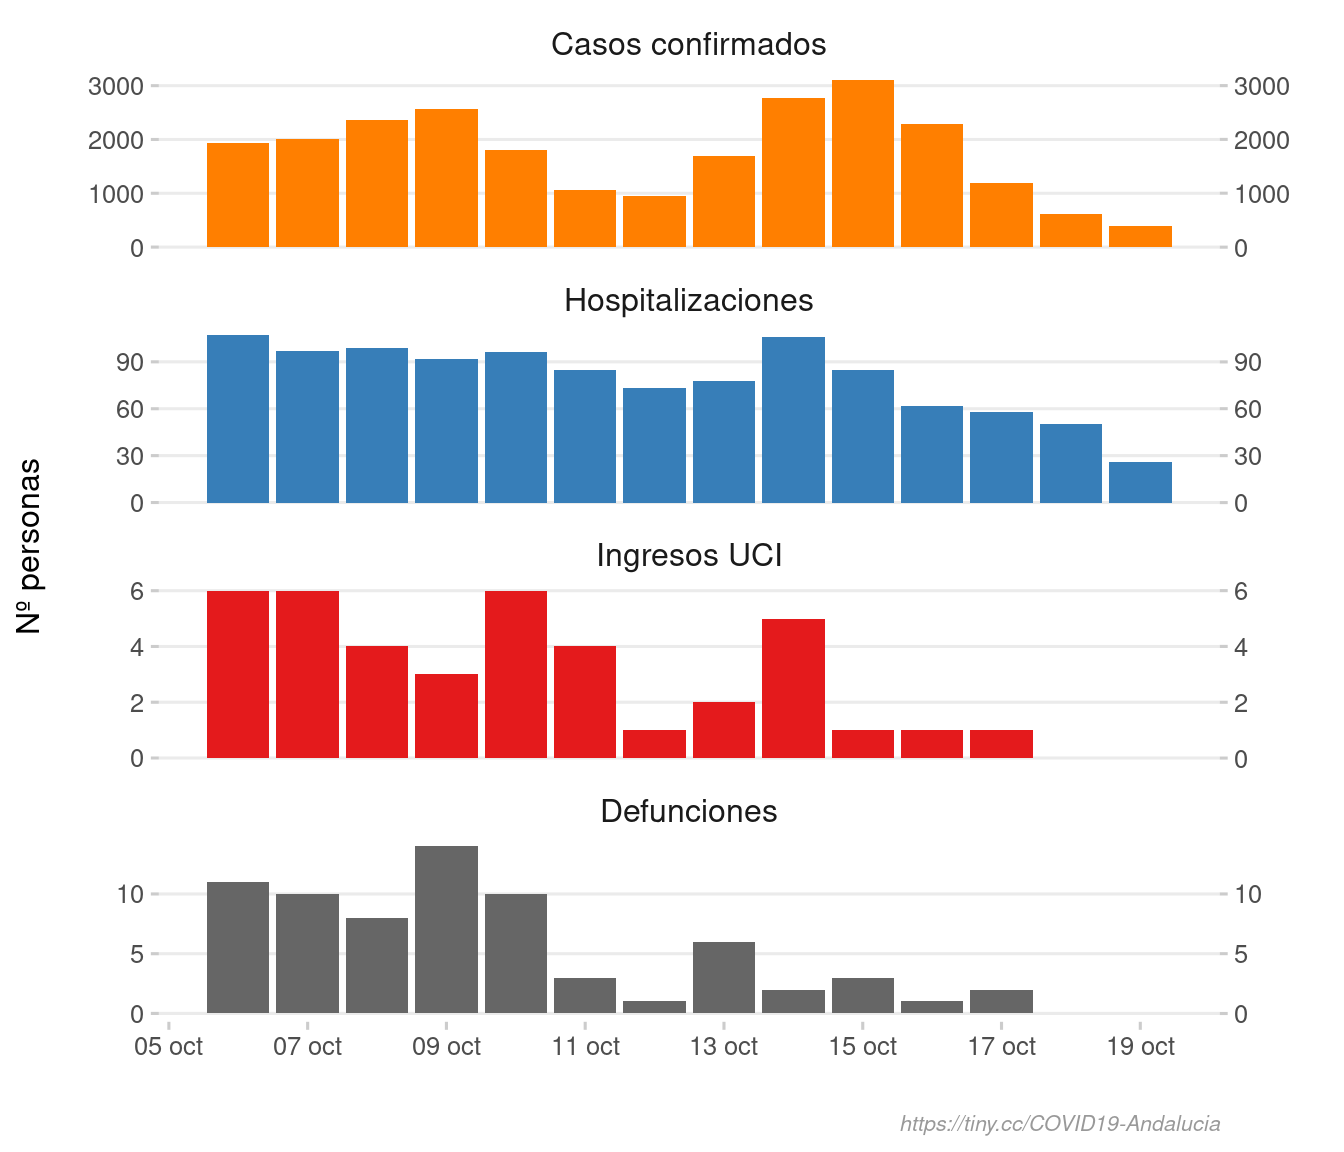 Casos confirmados
3000 3000
2000 2000
1000 1000
0 0
Hospitalizaciones
90 90
60 60
30 30
0 0
Nº personas
Ingresos UCI
6 6
4 4
2 2
0 0
Defunciones
10 10
5 5
0 0
05 oct 07 oct 09 oct 11 oct 13 oct 15 oct 17 oct 19 oct
https://tiny.cc/COVID19-Andalucia